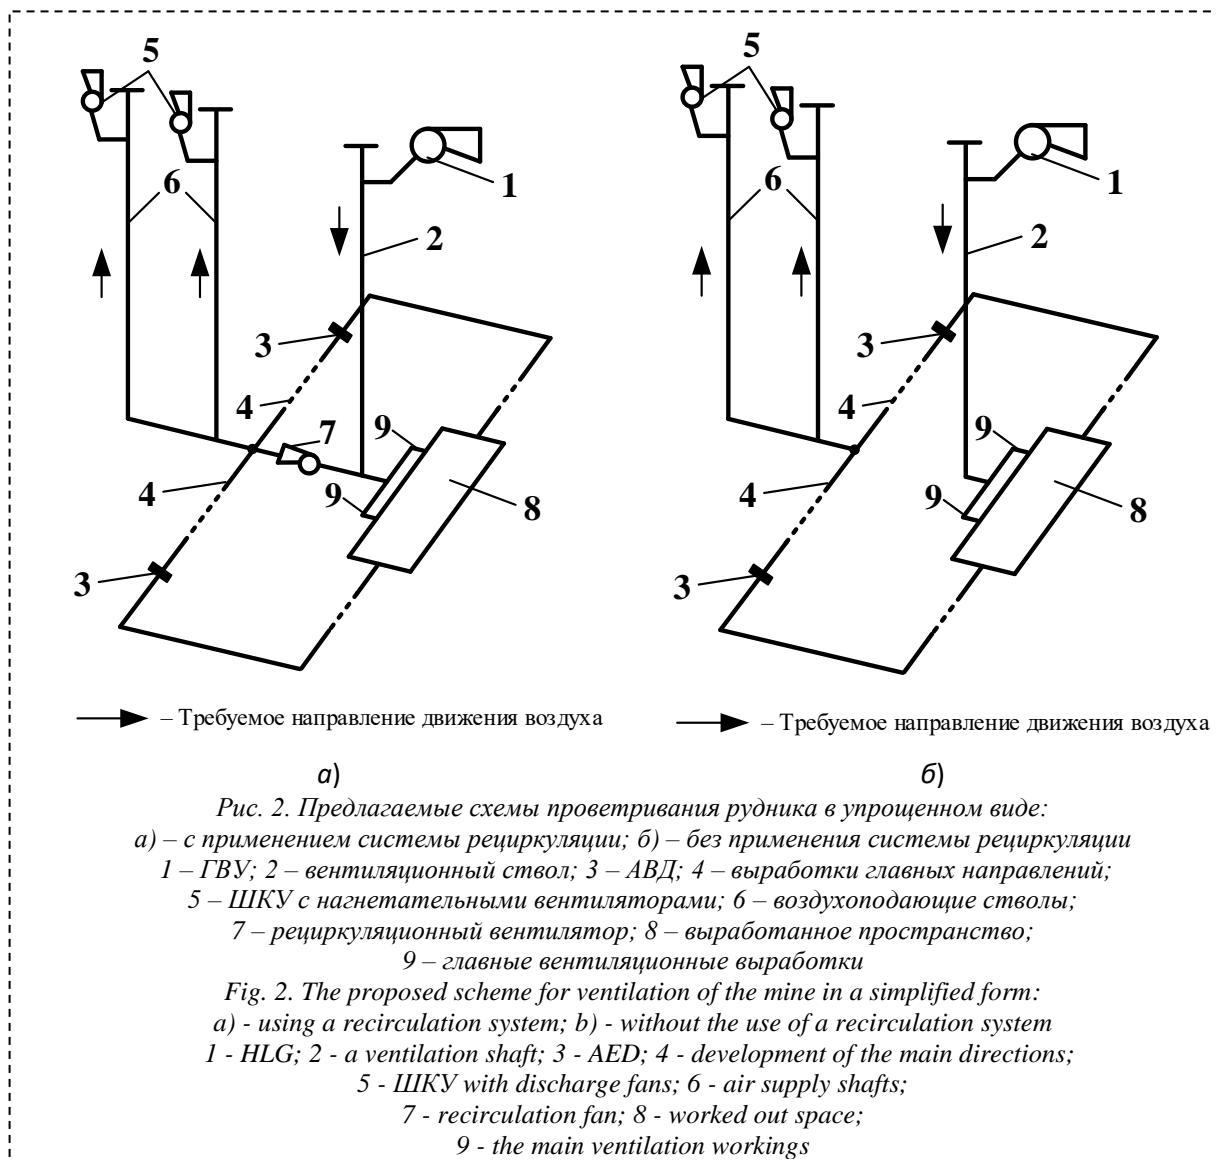 5
5
1
6
2
3
4
7
9
4
9
8
3
5
5
1
6
2
3
4
9
4
9
8
3
– Требуемое направление движения воздуха
– Требуемое направление движения воздуха
а)
б)
Рис. 2. Предлагаемые схемы проветривания рудника в упрощенном виде:
а) – с применением системы рециркуляции; б) – без применения системы рециркуляции
1 – ГВУ; 2 – вентиляционный ствол; 3 – АВД; 4 – выработки главных направлений;
5 – ШКУ с нагнетательными вентиляторами; 6 – воздухоподающие стволы;
7 – рециркуляционный вентилятор; 8 – выработанное пространство;
9 – главные вентиляционные выработки
Fig. 2. The proposed scheme for ventilation of the mine in a simplified form:
a) - using a recirculation system; b) - without the use of a recirculation system
1 - HLG; 2 - a ventilation shaft; 3 - AED; 4 - development of the main directions;
5 - ШКУ with discharge fans; 6 - air supply shafts;
7 - recirculation fan; 8 - worked out space;
9 - the main ventilation workings